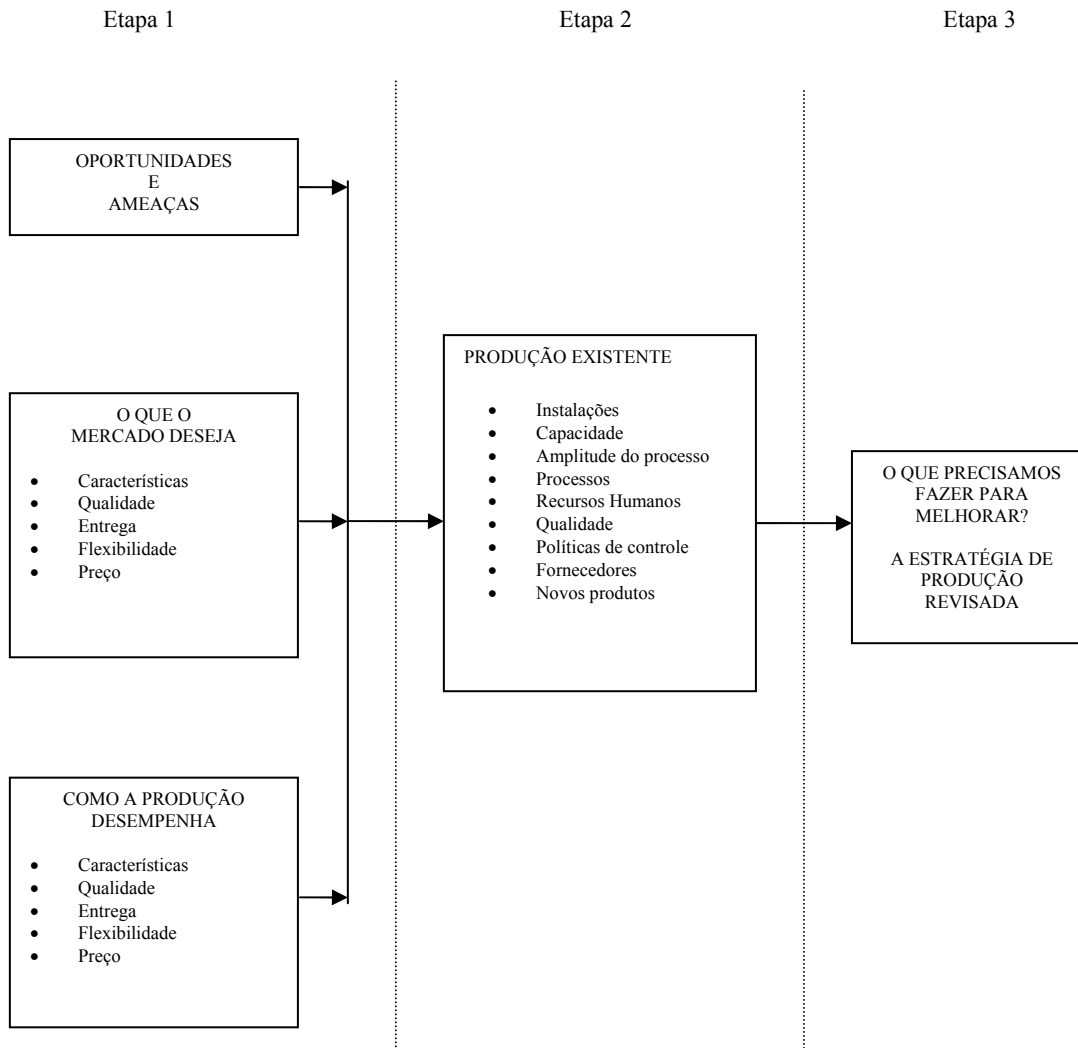 Etapa 1
Etapa 2
Etapa 3
OPORTUNIDADES
E
AMEAÇAS
O QUE O
MERCADO DESEJA
• Características
• Qualidade
• Entrega
• Flexibilidade
• Preço
COMO A PRODUÇÃO
DESEMPENHA
• Características
• Qualidade
• Entrega
• Flexibilidade
• Preço
PRODUÇÃO EXISTENTE
• Instalações
• Capacidade
• Amplitude do processo
• Processos
• Recursos Humanos
• Qualidade
• Políticas de controle
• Fornecedores
• Novos produtos
O QUE PRECISAMOS
FAZER PARA
MELHORAR?
A ESTRATÉGIA DE
PRODUÇÃO
REVISADA